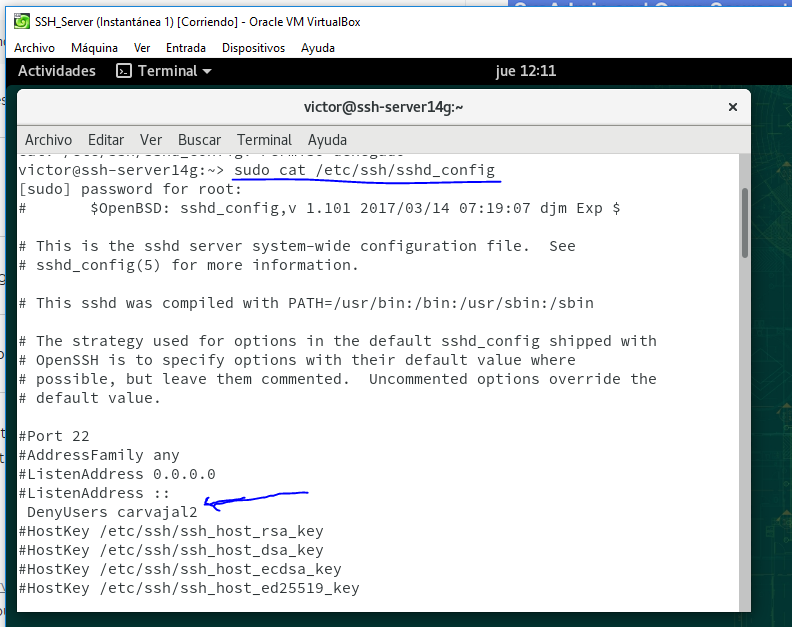 SSH_Server (Instantánea 1) [Corriendo] - Oracle VM VirtualBox
Archivo Máquina Ver Entrada Dispositivos Ayuda
Actividades Terminal jue 12:11
victor@ssh-server14g:~
Archivo Editar Ver Buscar Terminal Ayuda
victor@ssh-server14g:~> sudo cat /etc/ssh/sshd_config
[sudo] password for root:
#       $OpenBSD: sshd_config,v 1.101 2017/03/14 07:19:07 djm Exp $
# This is the sshd server system-wide configuration file.  See
# sshd_config(5) for more information.
# This sshd was compiled with PATH=/usr/bin:/bin:/usr/sbin:/sbin
# The strategy used for options in the default sshd_config shipped with
# OpenSSH is to specify options with their default value where
# possible, but leave them commented.  Uncommented options override the
# default value.
#Port 22
#AddressFamily any
#ListenAddress 0.0.0.0
#ListenAddress ::
DenyUsers carvajal2
#HostKey /etc/ssh/ssh_host_rsa_key
#HostKey /etc/ssh/ssh_host_dsa_key
#HostKey /etc/ssh/ssh_host_ecdsa_key
#HostKey /etc/ssh/ssh_host_ed25519_key